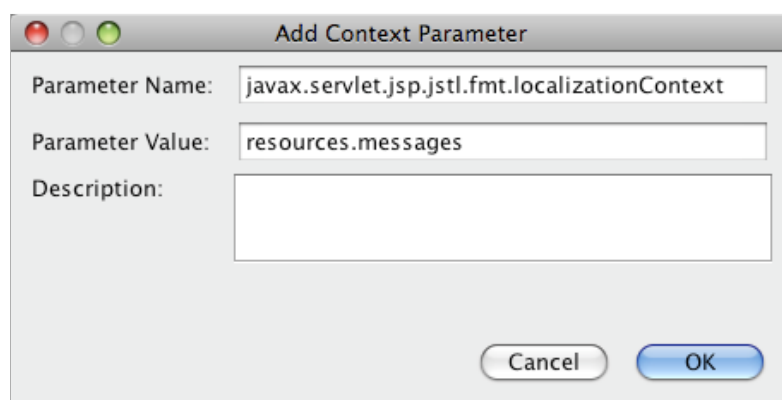 Add Context Parameter
Parameter Name: javax.servlet.jsp.jstl.fmt.localizationContext
Parameter Value: resources.messages
Description:
Cancel OK